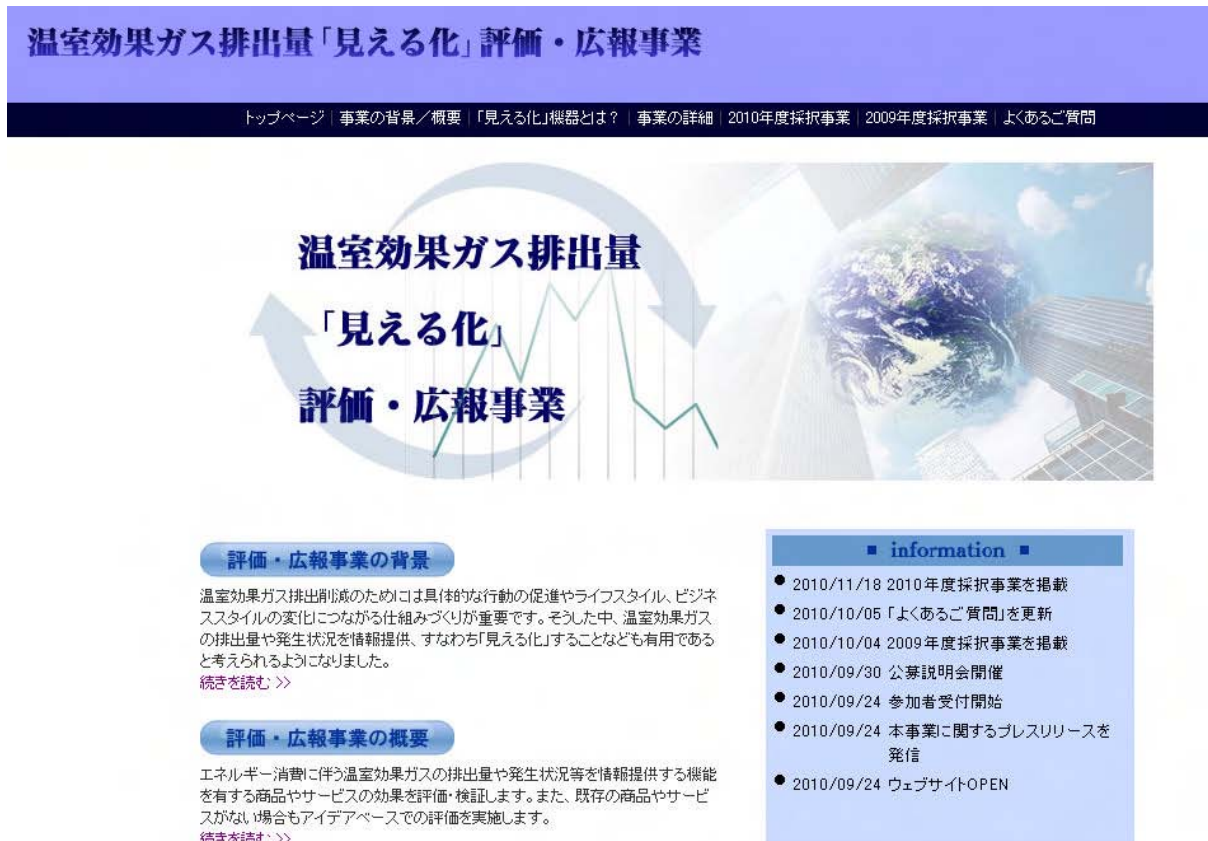 温室効果ガス排出量「見える化」評価・広報事業
トップページ | 事業の背景／概要 | 「見える化」機器とは？ | 事業の詳細 | 2010年度採択事業 | 2009年度採択事業 | よくあるご質問
温室効果ガス排出量
「見える化」
評価・広報事業
評価・広報事業の背景
温室効果ガス排出削減のためには具体的な行動の促進やライフスタイル、ビジネ
ススタイルの変化につながる仕組みづくりが重要です。そうした中、温室効果ガス
の排出量や発生状況を情報提供、すなわち「見える化」することなども有用である
と考えられるようになりました。
続きを読む >>
評価・広報事業の概要
エネルギー消費に伴う温室効果ガスの排出量や発生状況等を情報提供する機能
を有する商品やサービスの効果を評価・検証します。また、既存の商品やサービ
スがない場合もアイデアベースでの評価を実施します。
続きを読む >>
■ information ■
● 2010/11/18 2010年度採択事業を掲載
● 2010/10/05 「よくあるご質問」を更新
● 2010/10/04 2009年度採択事業を掲載
● 2010/09/30 公募説明会開催
● 2010/09/24 参加者受付開始
● 2010/09/24 本事業に関するプレスリリースを
発信
● 2010/09/24 ウェブサイトOPEN